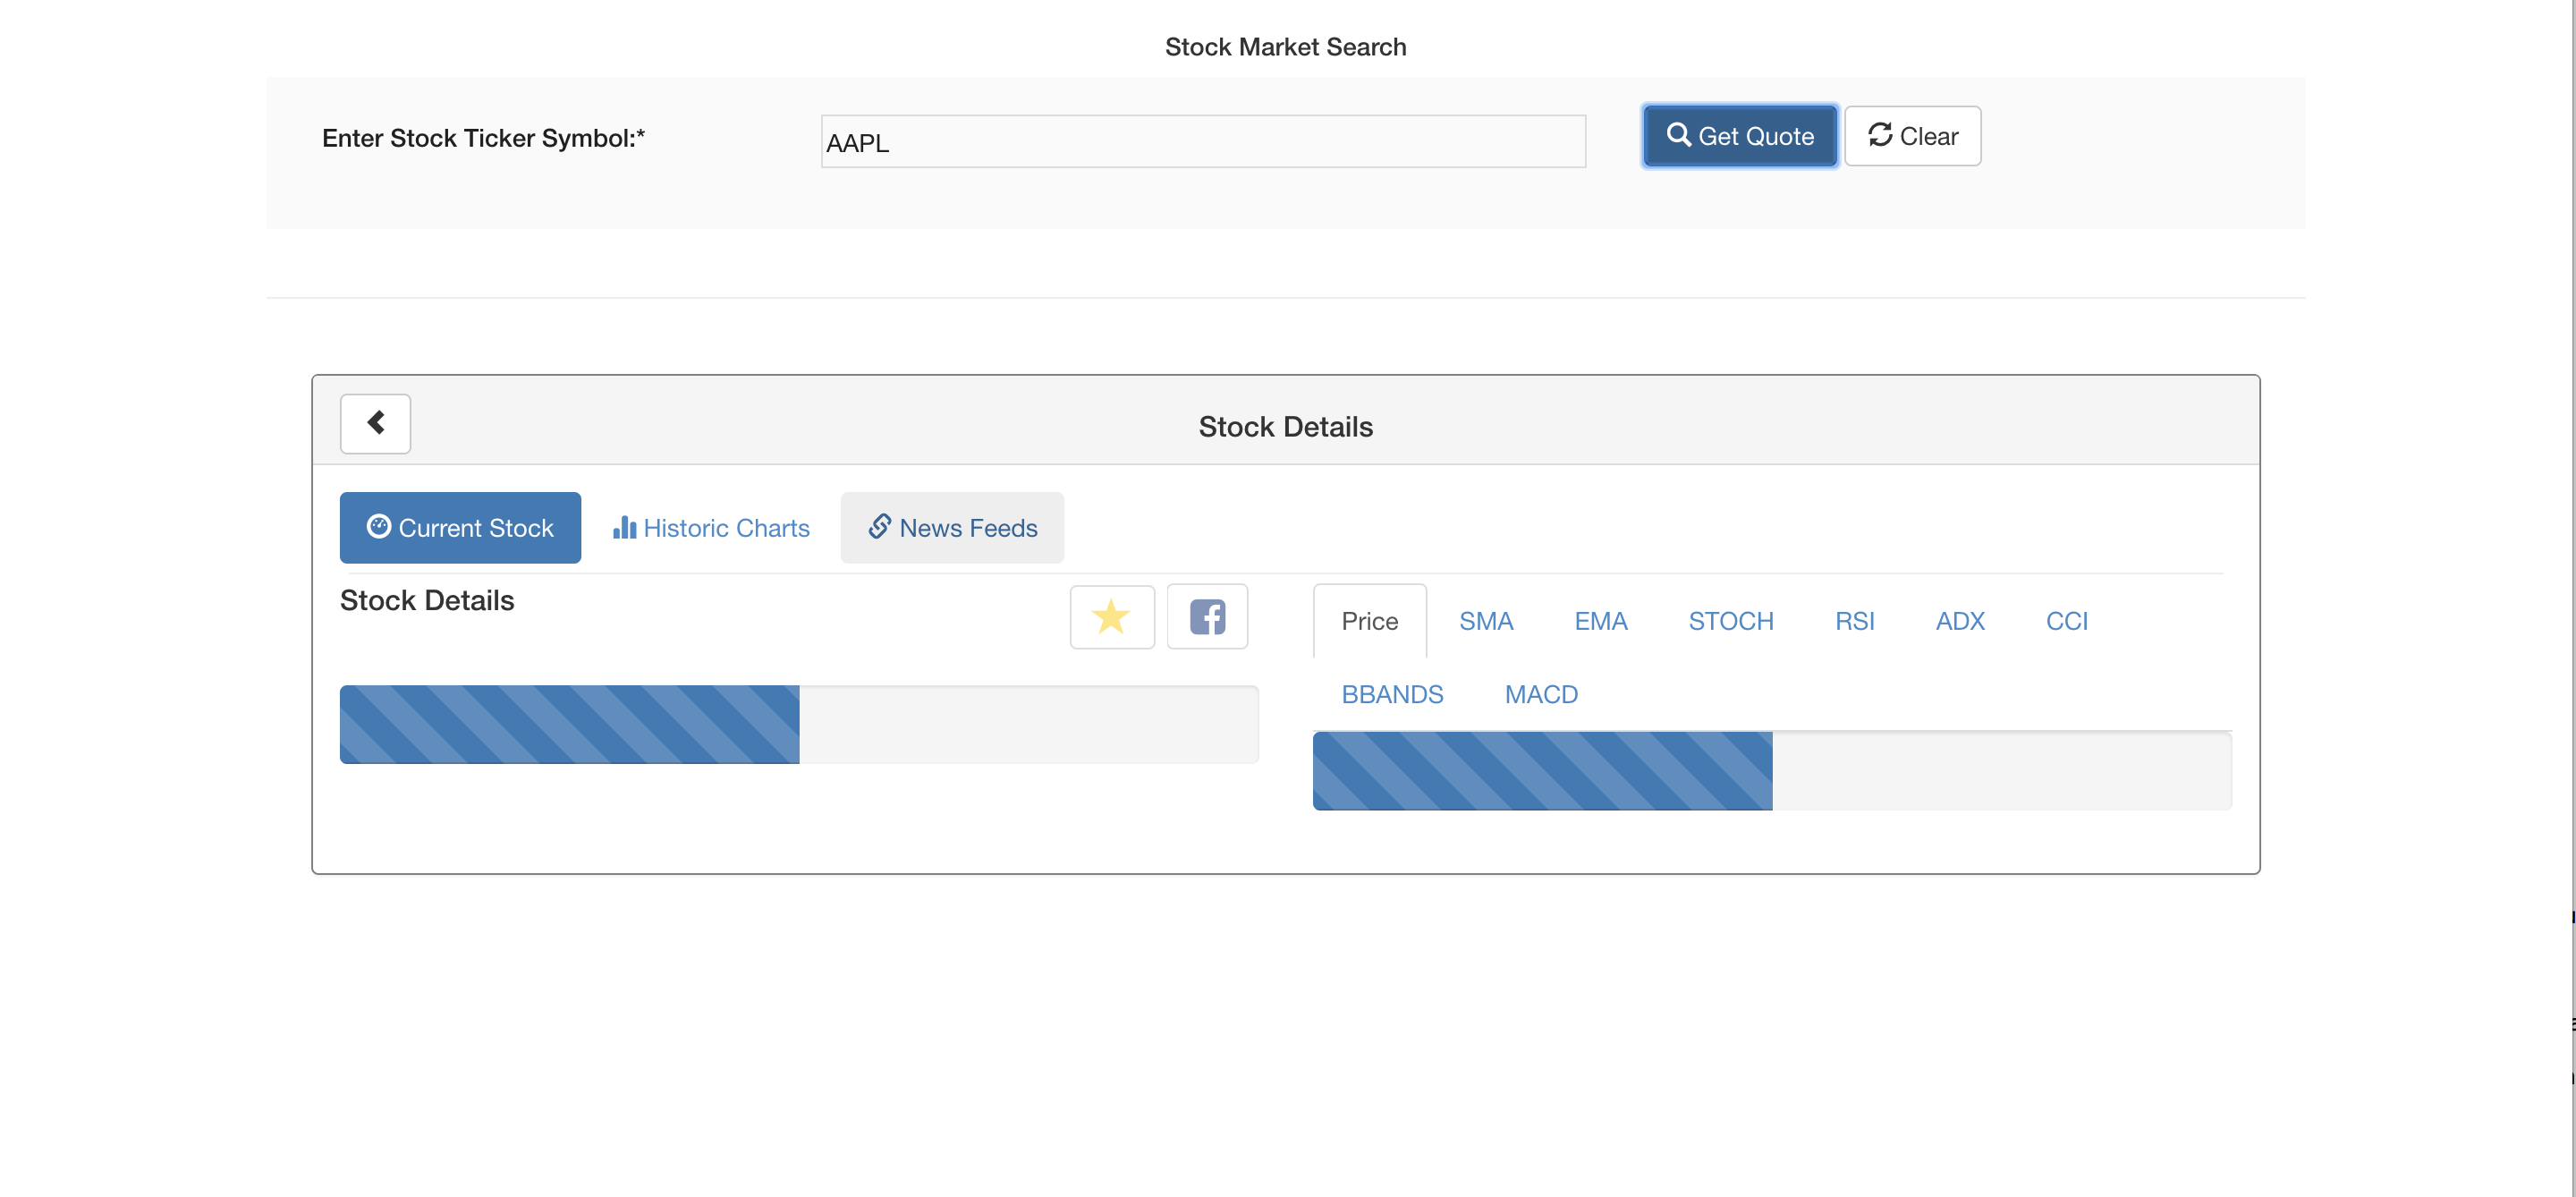 Stock Market Search
Enter Stock Ticker Symbol:* AAPL Get Quote Clear
Stock Details
Current Stock Historic Charts News Feeds
Stock Details
Price SMA EMA STOCH RSI ADX CCI
BBANDS MACD